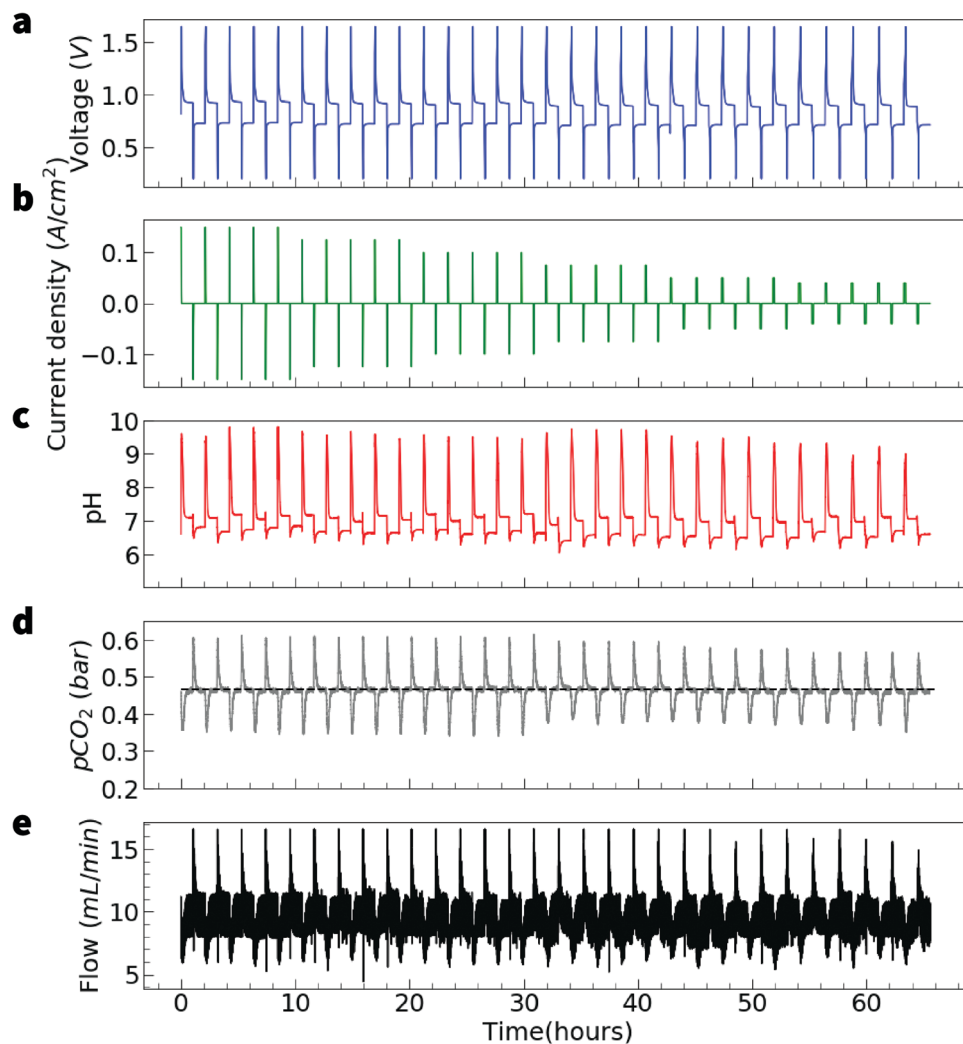 a
1.5
1.0
0.5
Voltage (V)
b
0.1
0.0
−0.1
Current density (A/cm²)
c
10
9
8
7
6
pH
d
0.6
0.5
0.4
0.3
0.2
pCO₂ (bar)
e
15
10
5
Flow (mL/min)
0 10 20 30 40 50 60
Time(hours)